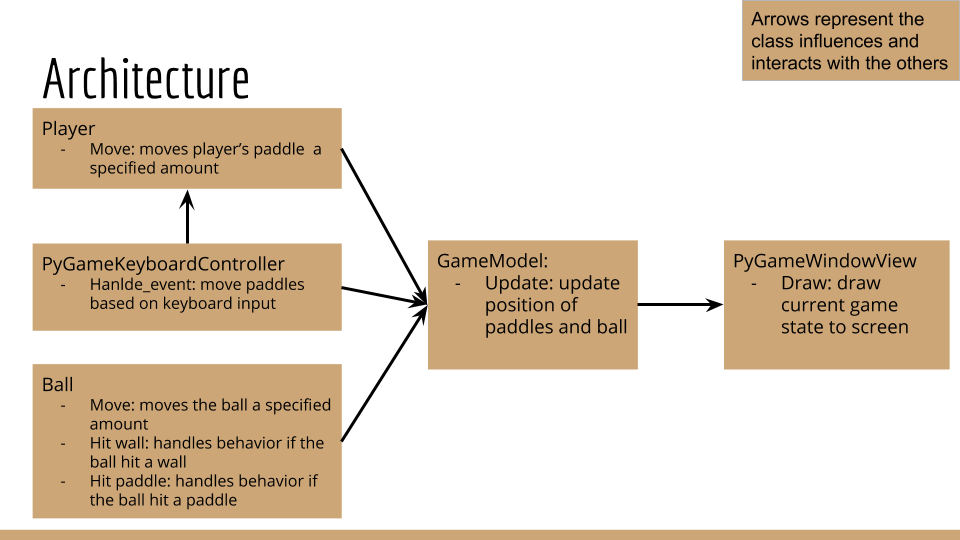 Arrows represent the
class influences and
interacts with the others
Architecture
Player
- Move: moves player's paddle a
specified amount
PyGameKeyboardController
- Hanlde_event: move paddles
based on keyboard input
Ball
- Move: moves the ball a specified
amount
- Hit wall: handles behavior if the
ball hit a wall
- Hit paddle: handles behavior if
the ball hit a paddle
GameModel:
- Update: update
position of
paddles and ball
PyGameWindowView
- Draw: draw
current game
state to screen